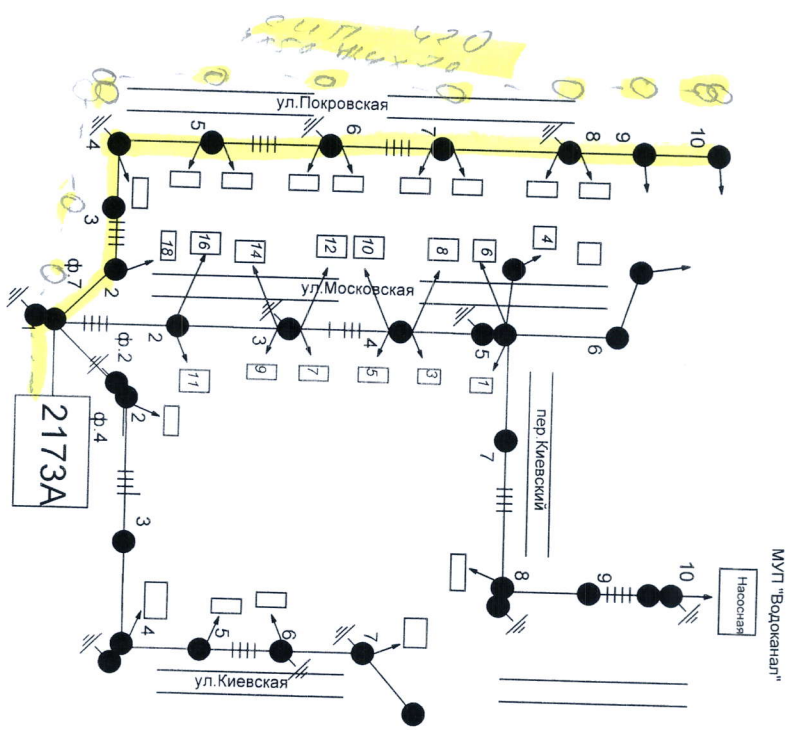 СИП 420
ул.Покровская
4 5 6 7 8 9 10
3
2
ф.7
18 16 14 12 10 8 6 4
ул.Московская
2 3 4 5 6
11 9 7 5 3 1
ф.2
2
ф.4
2173А
пер.Киевский
7
3
8 9 10
Насосная
МУП "Водоканал"
4 5 6 7
ул.Киевская